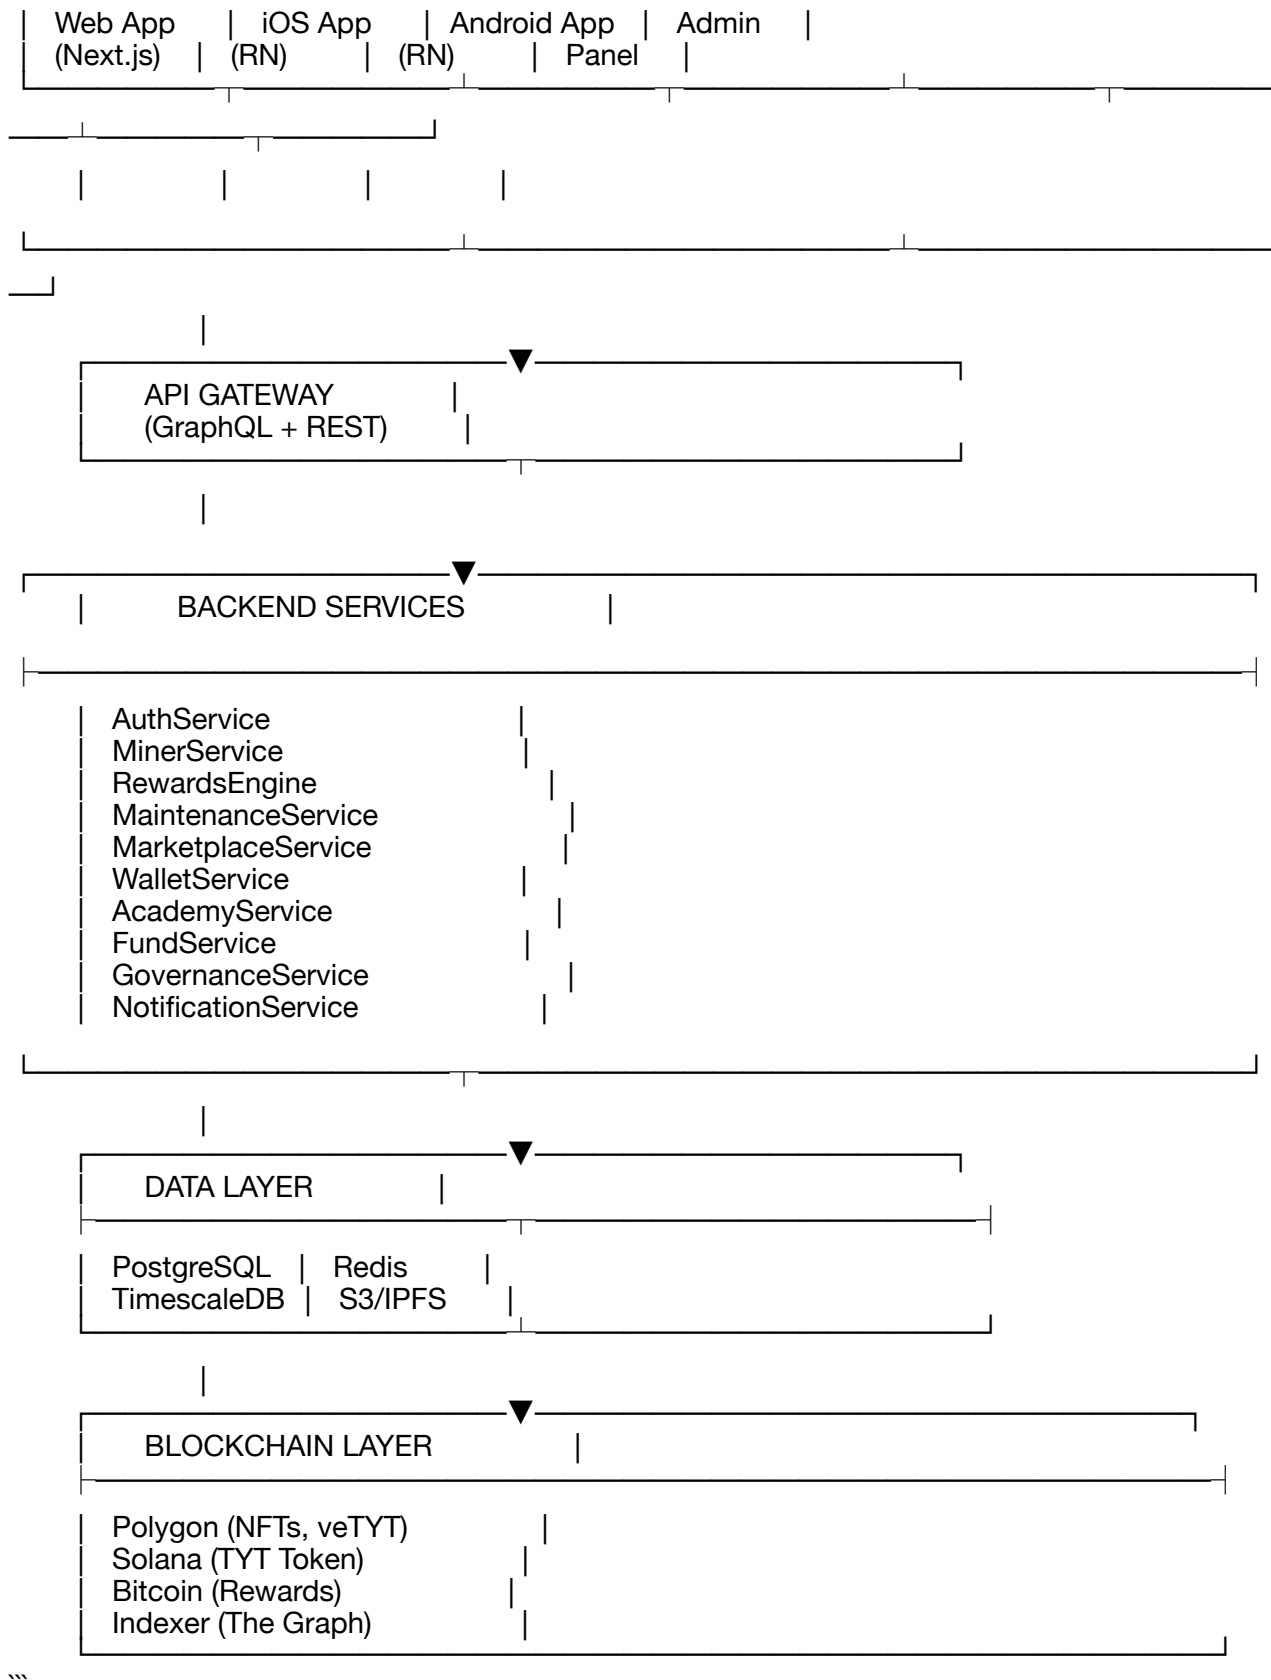 | Web App | iOS App | Android App | Admin |
| (Next.js) | (RN) | (RN) | Panel |
API GATEWAY |
(GraphQL + REST) |
| BACKEND SERVICES |
| AuthService |
| MinerService |
| RewardsEngine |
| MaintenanceService |
| MarketplaceService |
| WalletService |
| AcademyService |
| FundService |
| GovernanceService |
| NotificationService |
| DATA LAYER |
| PostgreSQL | Redis |
| TimescaleDB | S3/IPFS |
| BLOCKCHAIN LAYER |
| Polygon (NFTs, veTYT) |
| Solana (TYT Token) |
| Bitcoin (Rewards) |
| Indexer (The Graph) |
```